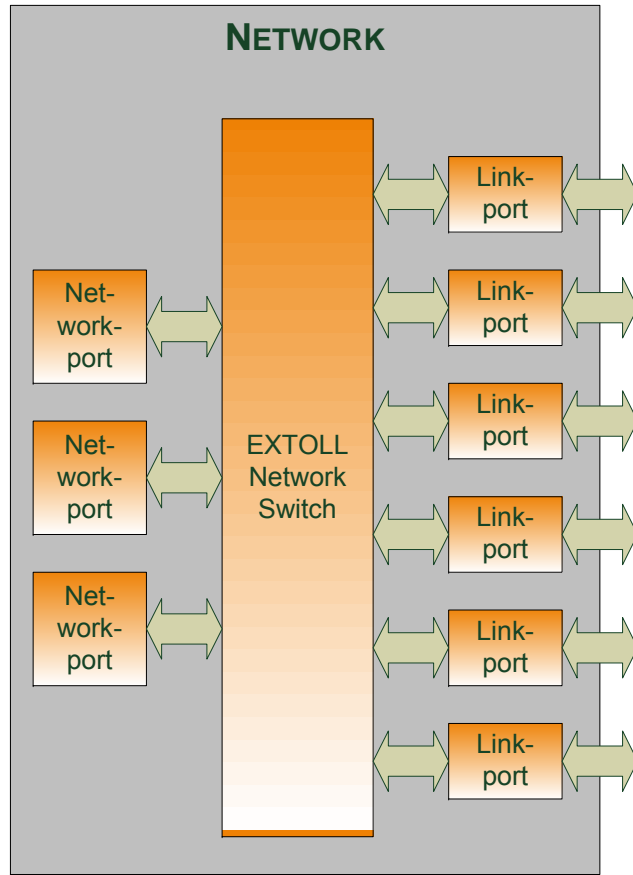 NETWORK
Link-
port
Net-
work-
port
Link-
port
Link-
port
Net-
work-
port
EXTOLL
Network
Switch
Link-
port
Net-
work-
port
Link-
port
Link-
port